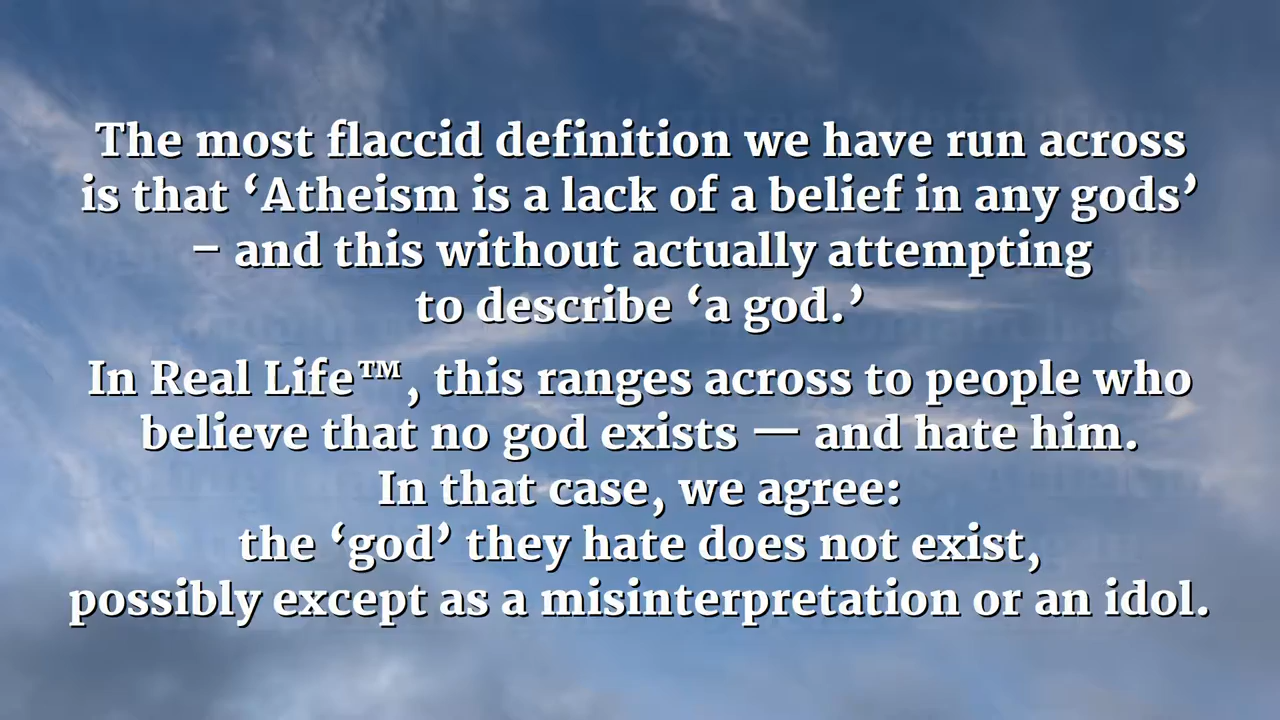 The most flaccid definition we have run across
is that ‘Atheism is a lack of a belief in any gods’
– and this without actually attempting
to describe ‘a god.’
In Real Life™, this ranges across to people who
believe that no god exists — and hate him.
In that case, we agree:
the ‘god’ they hate does not exist,
possibly except as a misinterpretation or an idol.